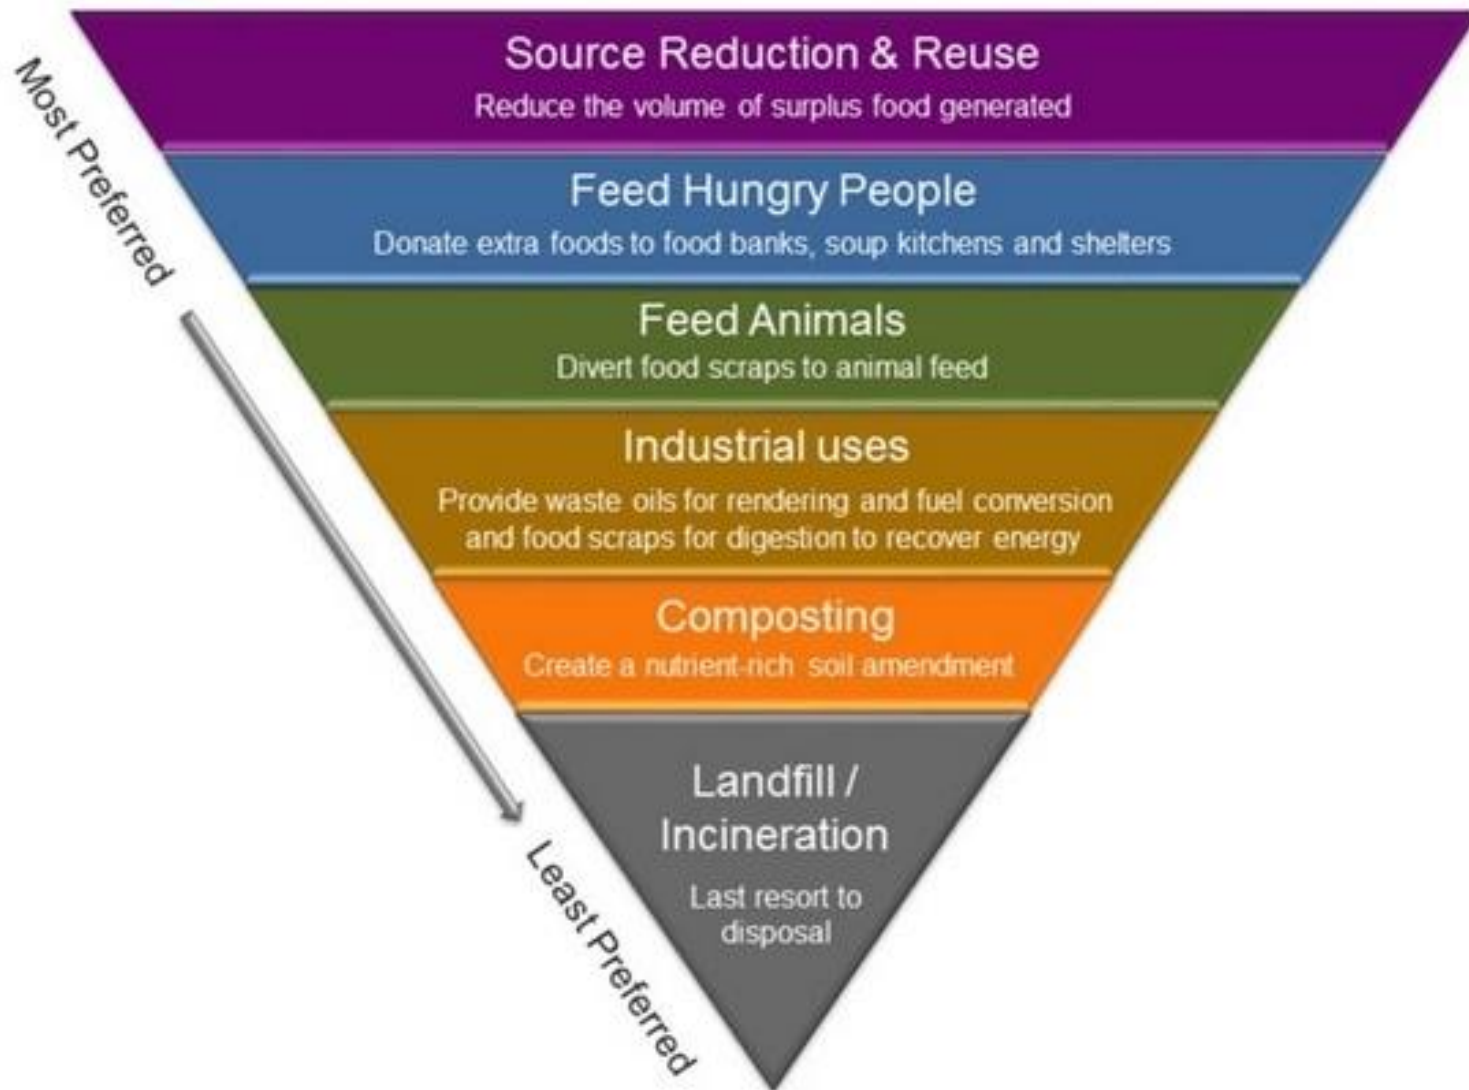 Source Reduction & Reuse
Reduce the volume of surplus food generated
Feed Hungry People
Donate extra foods to food banks, soup kitchens and shelters
Feed Animals
Divert food scraps to animal feed
Industrial uses
Provide waste oils for rendering and fuel conversion
and food scraps for digestion to recover energy
Composting
Create a nutrient-rich soil amendment
Landfill /
Incineration
Last resort to
disposal
Most Preferred
Least Preferred